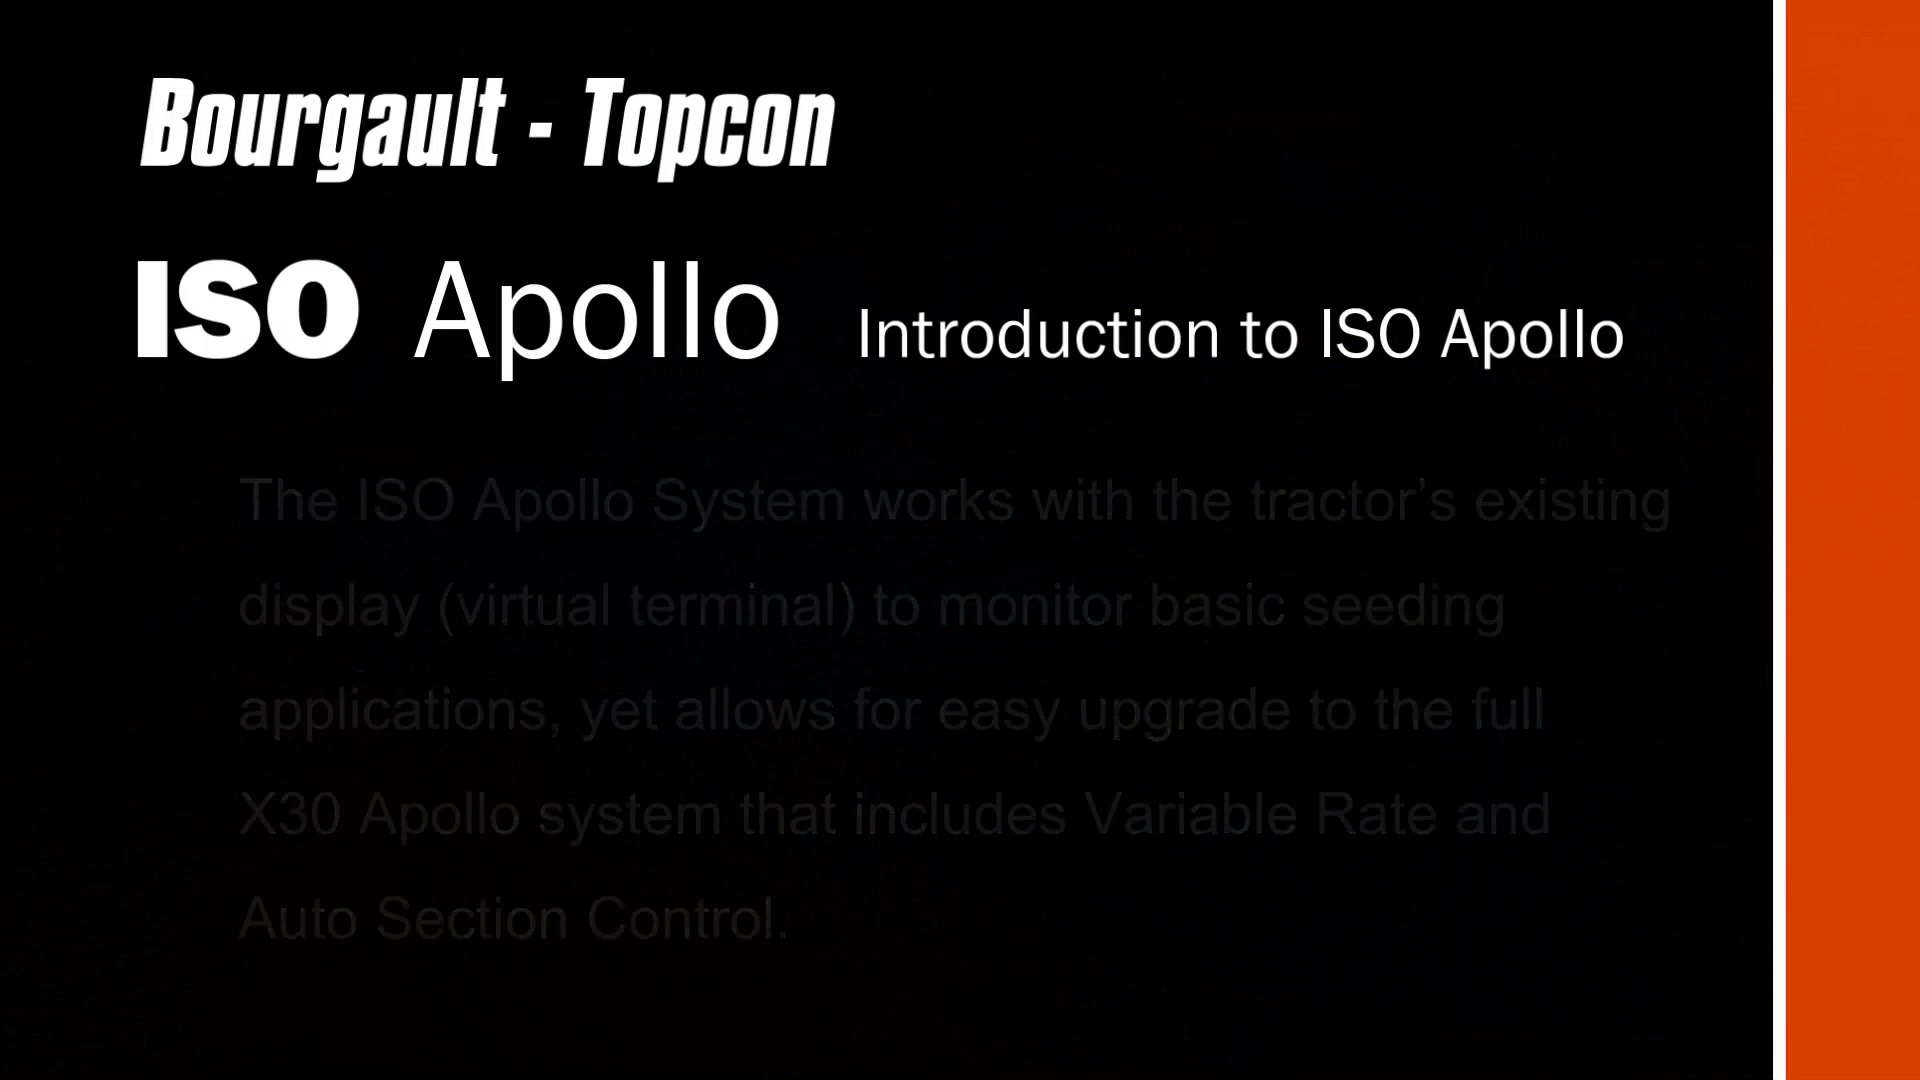 Bourgault - Topcon
ISO Apollo Introduction to ISO Apollo
The ISO Apollo System works with the tractor’s existing
display (virtual terminal) to monitor basic seeding
applications, yet allows for easy upgrade to the full
X30 Apollo system that includes Variable Rate and
Auto Section Control.